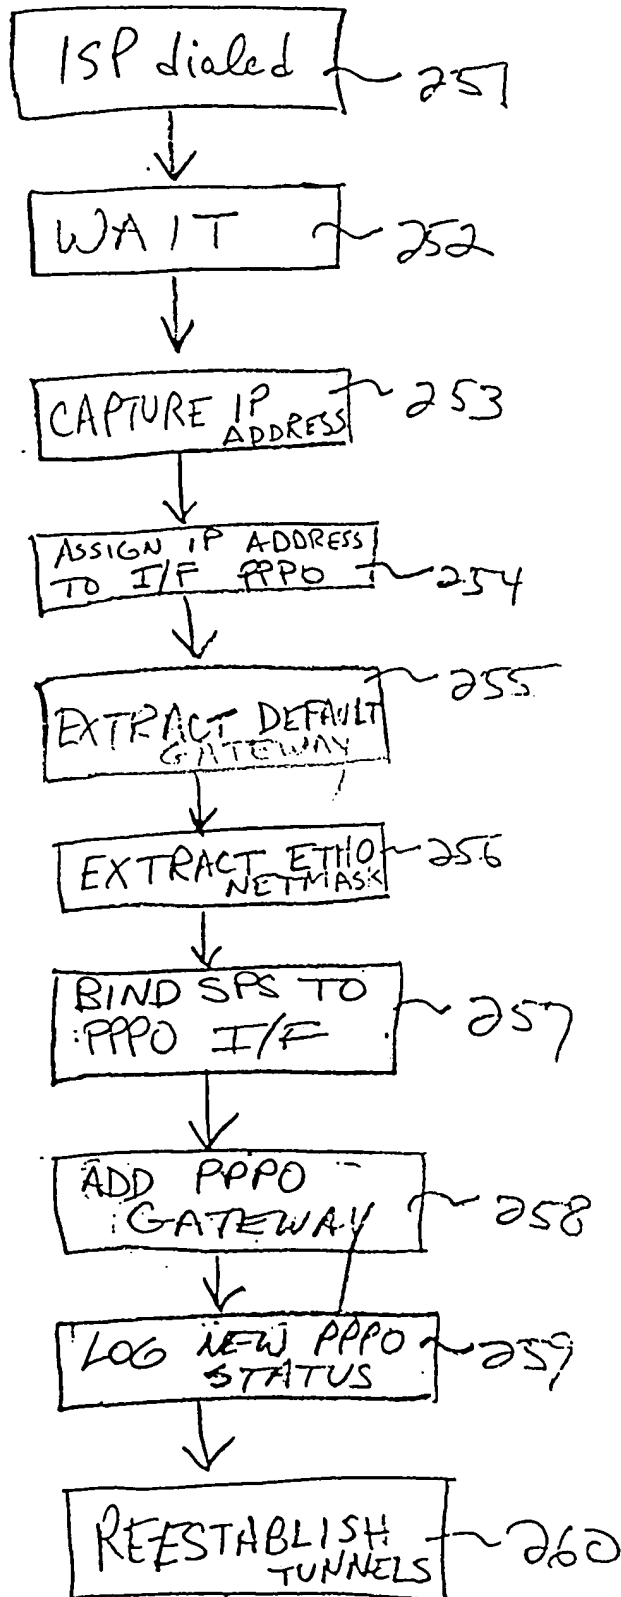 ISP dialed
251
WAIT
252
CAPTURE IP
ADDRESS
253
ASSIGN IP ADDRESS
TO I/F PPPO
254
EXTRACT DEFAULT
GATEWAY
255
EXTRACT ETHO
NETMASK
256
BIND SPS TO
PPPO I/F
257
ADD PPPO
GATEWAY
258
LOG NEW PPPO
STATUS
259
REESTABLISH
TUNNELS
260